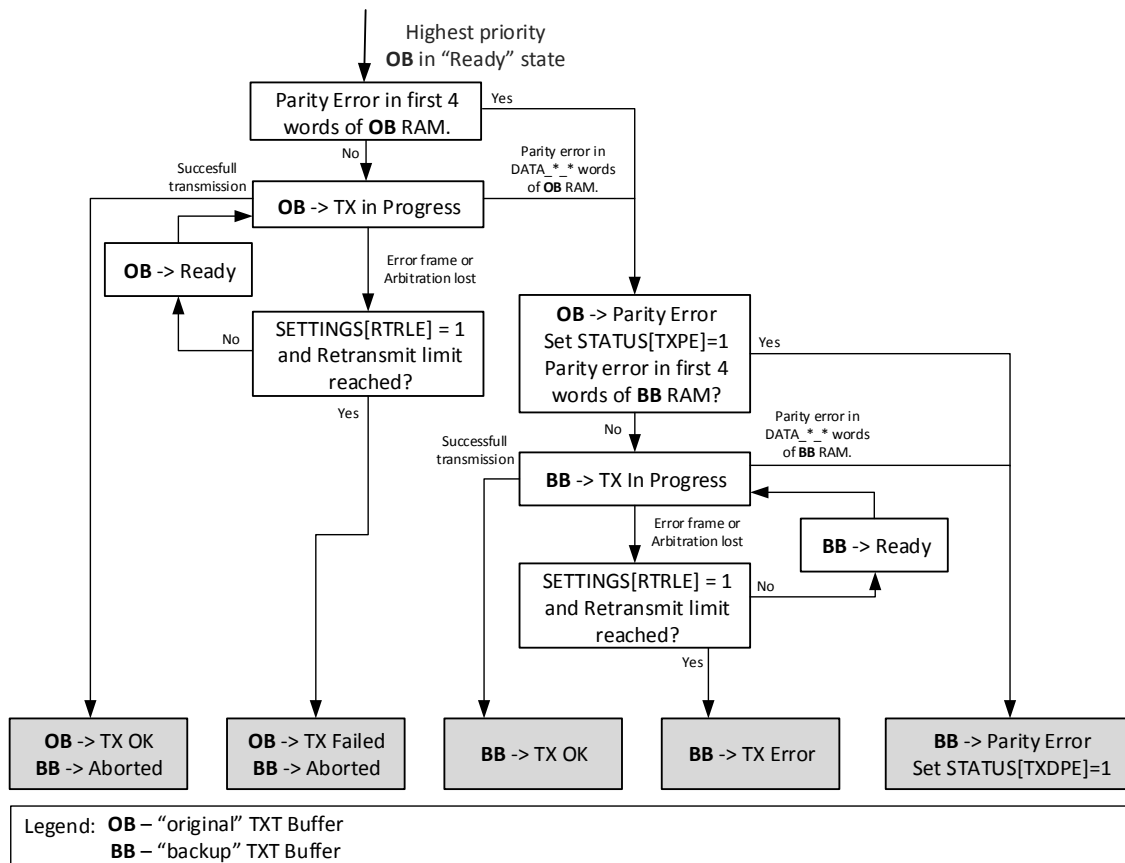 Highest priority
OB in “Ready” state
Parity Error in first 4
words of OB RAM.
Yes
No
Parity error in
DATA_*_* words
of OB RAM.
Succesfull
transmission
OB -> TX in Progress
OB -> Ready
Error frame or
Arbitration lost
SETTINGS[RTRLE] = 1
and Retransmit limit
reached?
No
Yes
OB -> Parity Error
Set STATUS[TXPE]=1
Parity error in first 4
words of BB RAM?
Yes
No
Parity error in
DATA_*_* words
of BB RAM.
Successfull
transmission
BB -> TX In Progress
BB -> Ready
Error frame or
Arbitration lost
SETTINGS[RTRLE] = 1
and Retransmit limit
reached?
No
Yes
OB -> TX OK
BB -> Aborted
OB -> TX Failed
BB -> Aborted
BB -> TX OK
BB -> TX Error
BB -> Parity Error
Set STATUS[TXDPE]=1
Legend: OB – “original” TXT Buffer
BB – “backup” TXT Buffer